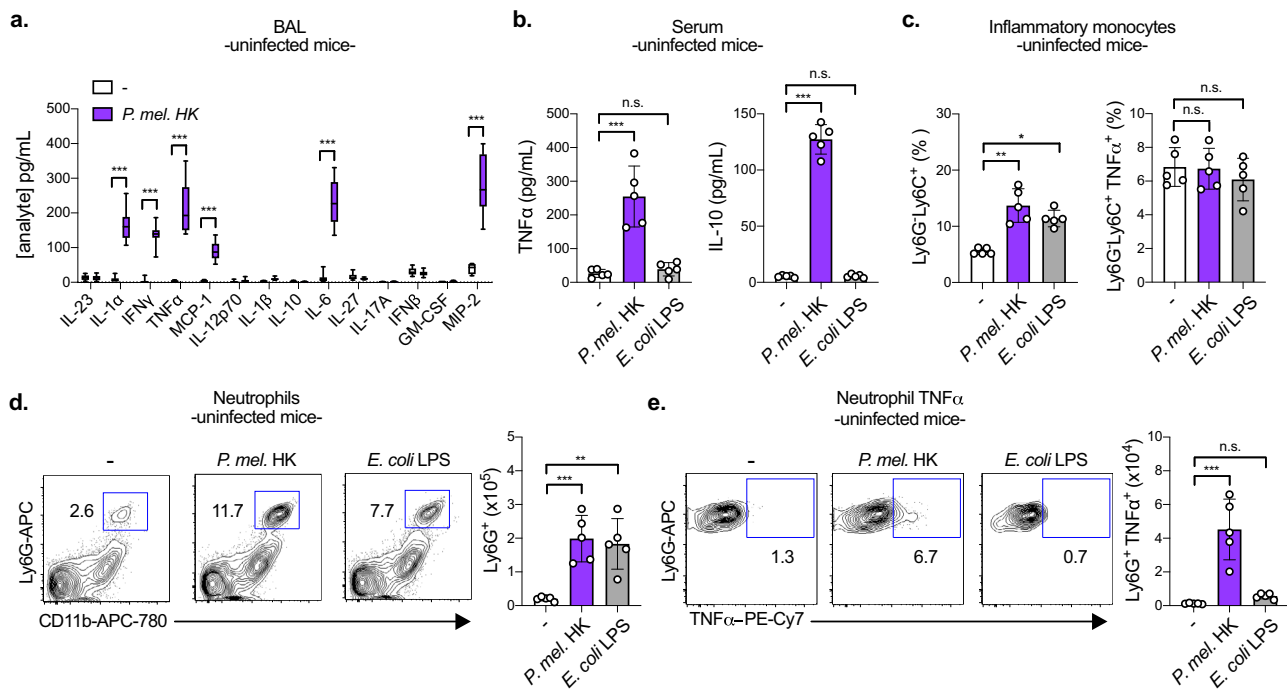 a.
BAL
-uninfected mice-
-
P. mel. HK
[analyte] pg/mL
500
400
300
200
100
0
***
***
***
***
***
***
IL-23
IL-1α
IFNγ
TNFα
MCP-1
IL-12p70
IL-1β
IL-10
IL-6
IL-27
IL-17A
IFNβ
GM-CSF
MIP-2
b.
Serum
-uninfected mice-
TNFα (pg/mL)
500
400
300
200
100
0
n.s.
***
-
P. mel. HK
E. coli LPS
IL-10 (pg/mL)
150
100
50
0
n.s.
***
-
P. mel. HK
E. coli LPS
c.
Inflammatory monocytes
-uninfected mice-
Ly6G-Ly6C+ (% )
30
20
10
0
*
**
-
P. mel. HK
E. coli LPS
Ly6G-Ly6C+ TNFα+ (%)
10
8
6
4
2
0
n.s.
n.s.
-
P. mel. HK
E. coli LPS
d.
Neutrophils
-uninfected mice-
-
P. mel. HK
E. coli LPS
2.6
11.7
7.7
Ly6G-APC
CD11b-APC-780
Ly6G+ (x105)
5
4
3
2
1
0
**
***
-
P. mel. HK
E. coli LPS
e.
Neutrophil TNFα
-uninfected mice-
-
P. mel. HK
E. coli LPS
1.3
6.7
0.7
Ly6G-APC
TNFα–PE-Cy7
Ly6G+ TNFα+ (x104)
10
8
6
4
2
0
n.s.
***
-
P. mel. HK
E. coli LPS